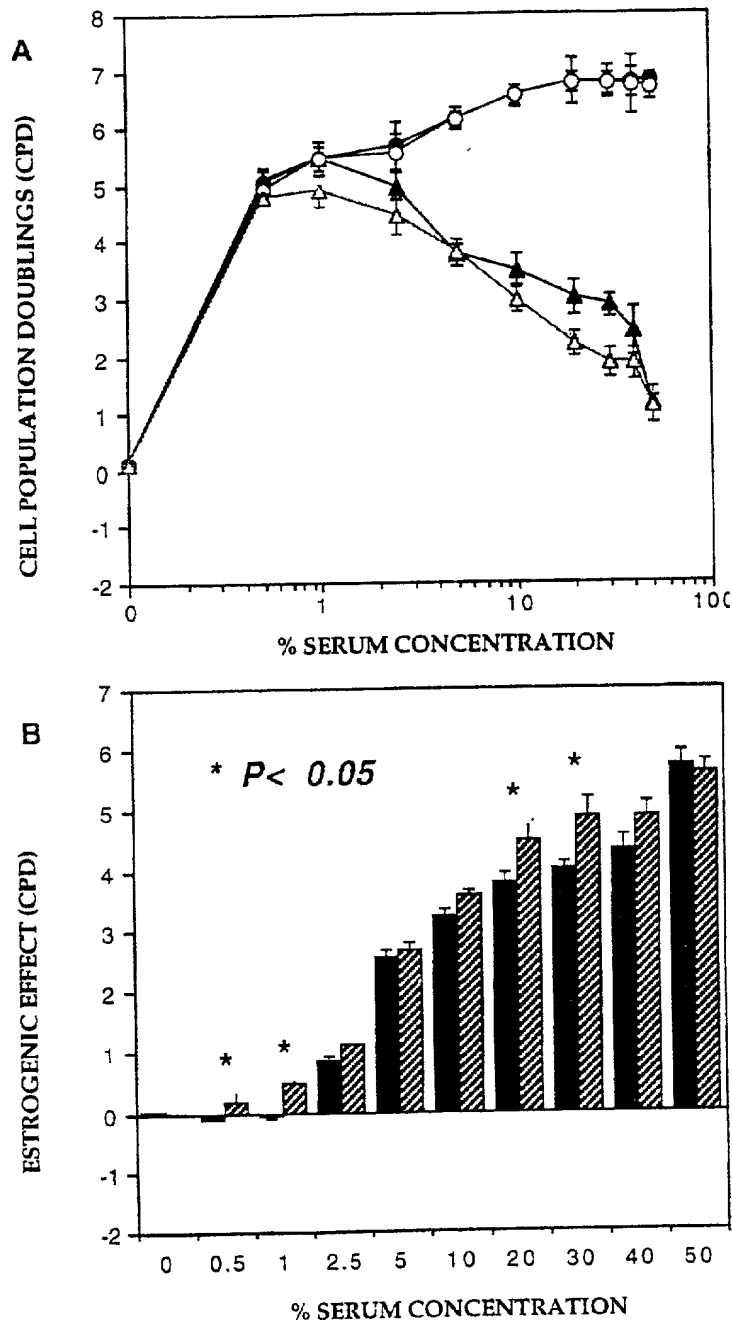 A
8
7
6
5
4
3
2
1
0
-1
-2
CELL POPULATION DOUBLINGS (CPD)
0 1 10 100
% SERUM CONCENTRATION
B
7
6
5
4
3
2
1
0
-1
-2
ESTROGENIC EFFECT (CPD)
* P< 0.05
* *
* *
0 0.5 1 2.5 5 10 20 30 40 50
% SERUM CONCENTRATION